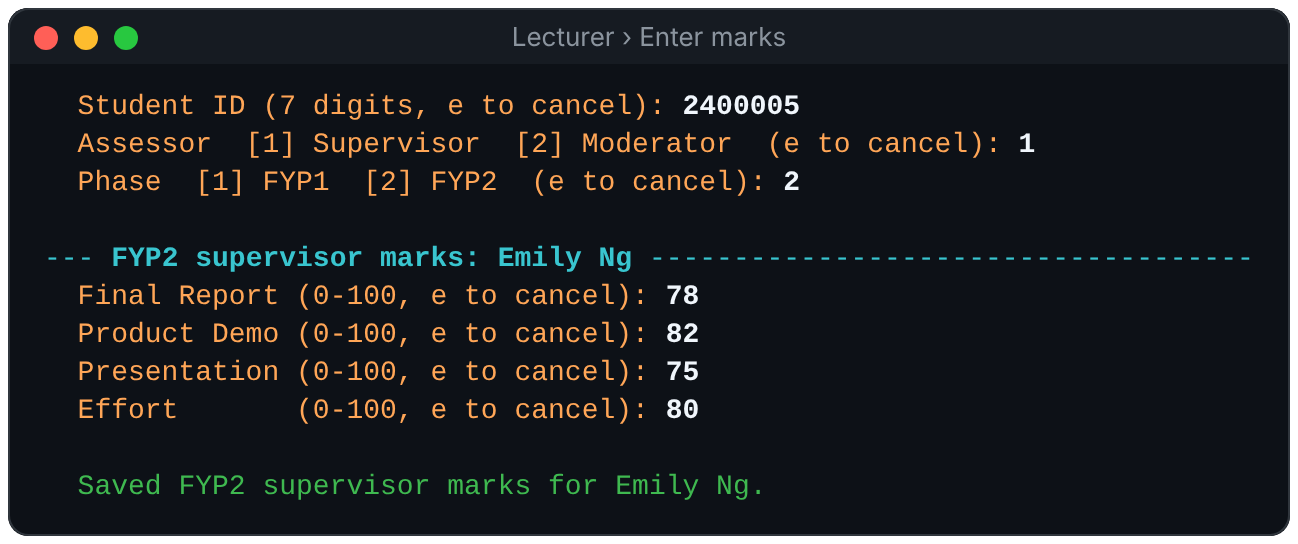 Lecturer › Enter marks
Student ID (7 digits, e to cancel): 2400005
Assessor  [1] Supervisor  [2] Moderator  (e to cancel): 1
Phase  [1] FYP1  [2] FYP2  (e to cancel): 2
--- FYP2 supervisor marks: Emily Ng ------------------------------------
Final Report (0-100, e to cancel): 78
Product Demo (0-100, e to cancel): 82
Presentation (0-100, e to cancel): 75
Effort       (0-100, e to cancel): 80
Saved FYP2 supervisor marks for Emily Ng.